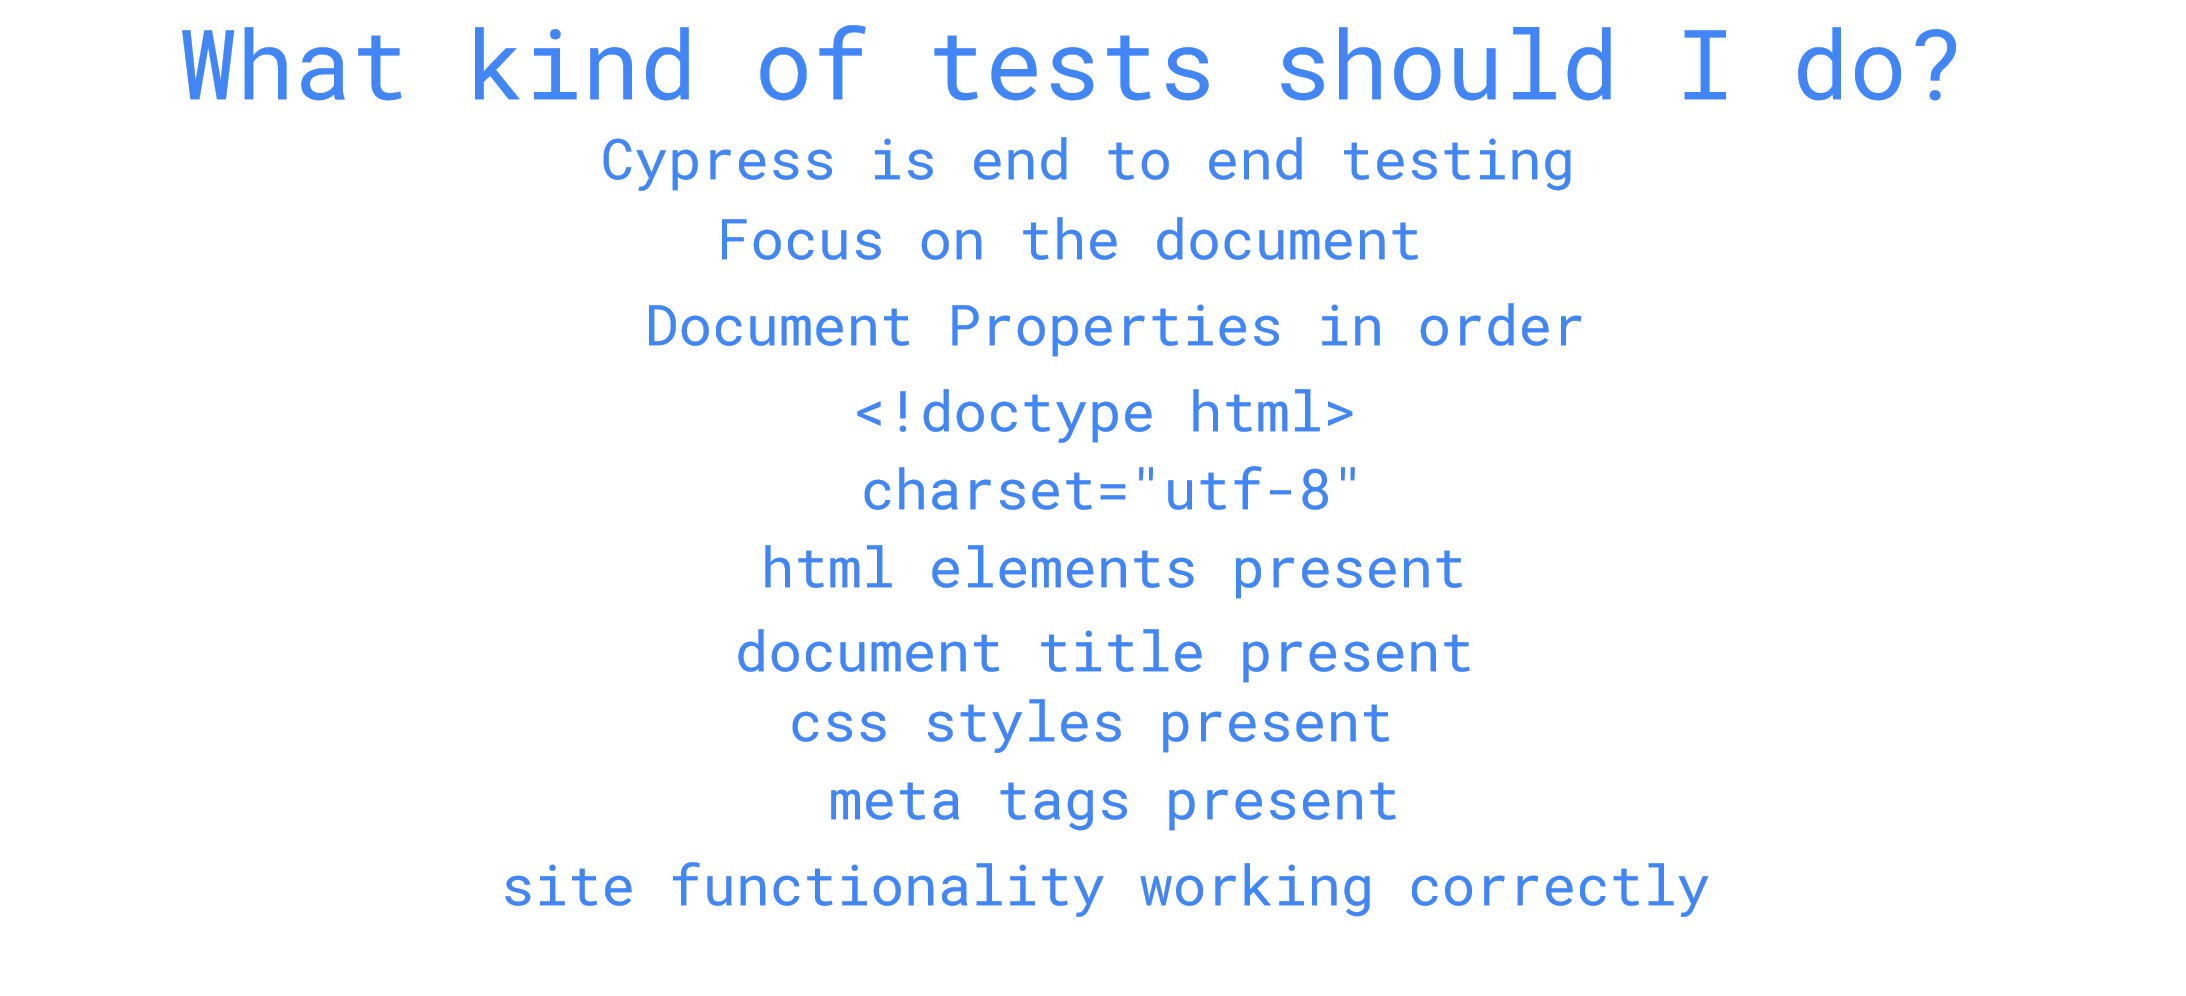 What kind of tests should I do?
Cypress is end to end testing
Focus on the document
Document Properties in order
<!doctype html>
charset="utf-8"
html elements present
document title present
css styles present
meta tags present
site functionality working correctly